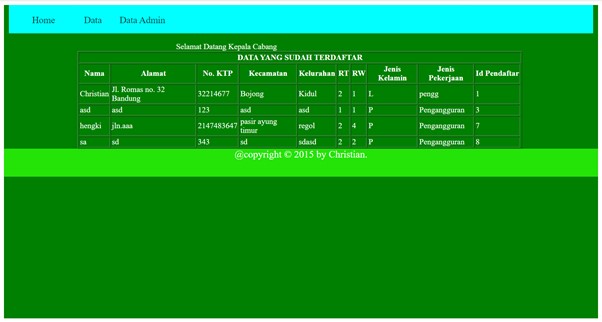 Home Data Data Admin
Selamat Datang Kepala Cabang
DATA YANG SUDAH TERDAFTAR
Nama Alamat No. KTP Kecamatan Kelurahan RT RW Jenis Kelamin Jenis Pekerjaan Id Pendaftar
Christian Jl. Romas no. 32 Bandung 32214677 Bojong Kidul 2 1 L pengg 1
asd asd 123 asd asd 1 1 P Pengangguran 3
hengki jln.aaa 2147483647 pasir ayung timur regol 2 4 P Pengangguran 7
sa sd 343 sd sdasd 2 2 P Pengangguran 8
@copyright © 2015 by Christian.